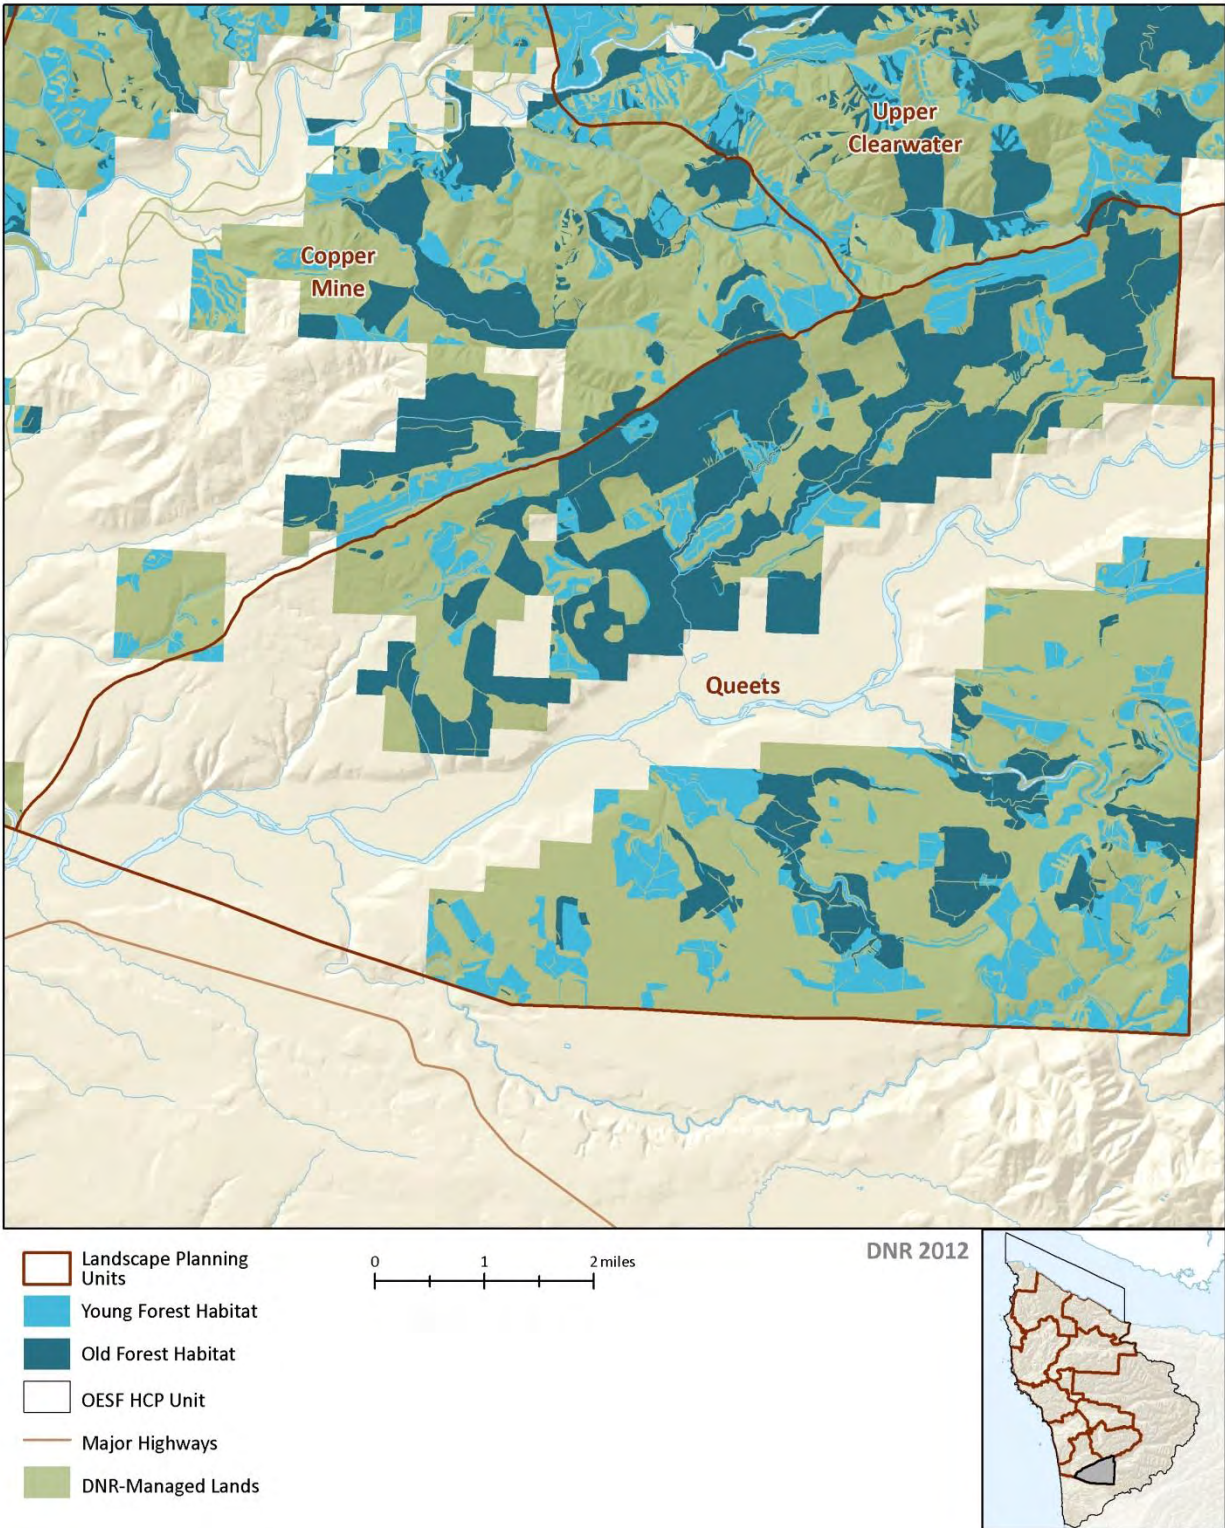 Upper
Clearwater
Copper
Mine
Queets
DNR 2012
Landscape Planning
Units
Young Forest Habitat
Old Forest Habitat
OESF HCP Unit
Major Highways
DNR-Managed Lands
0 1 2 miles